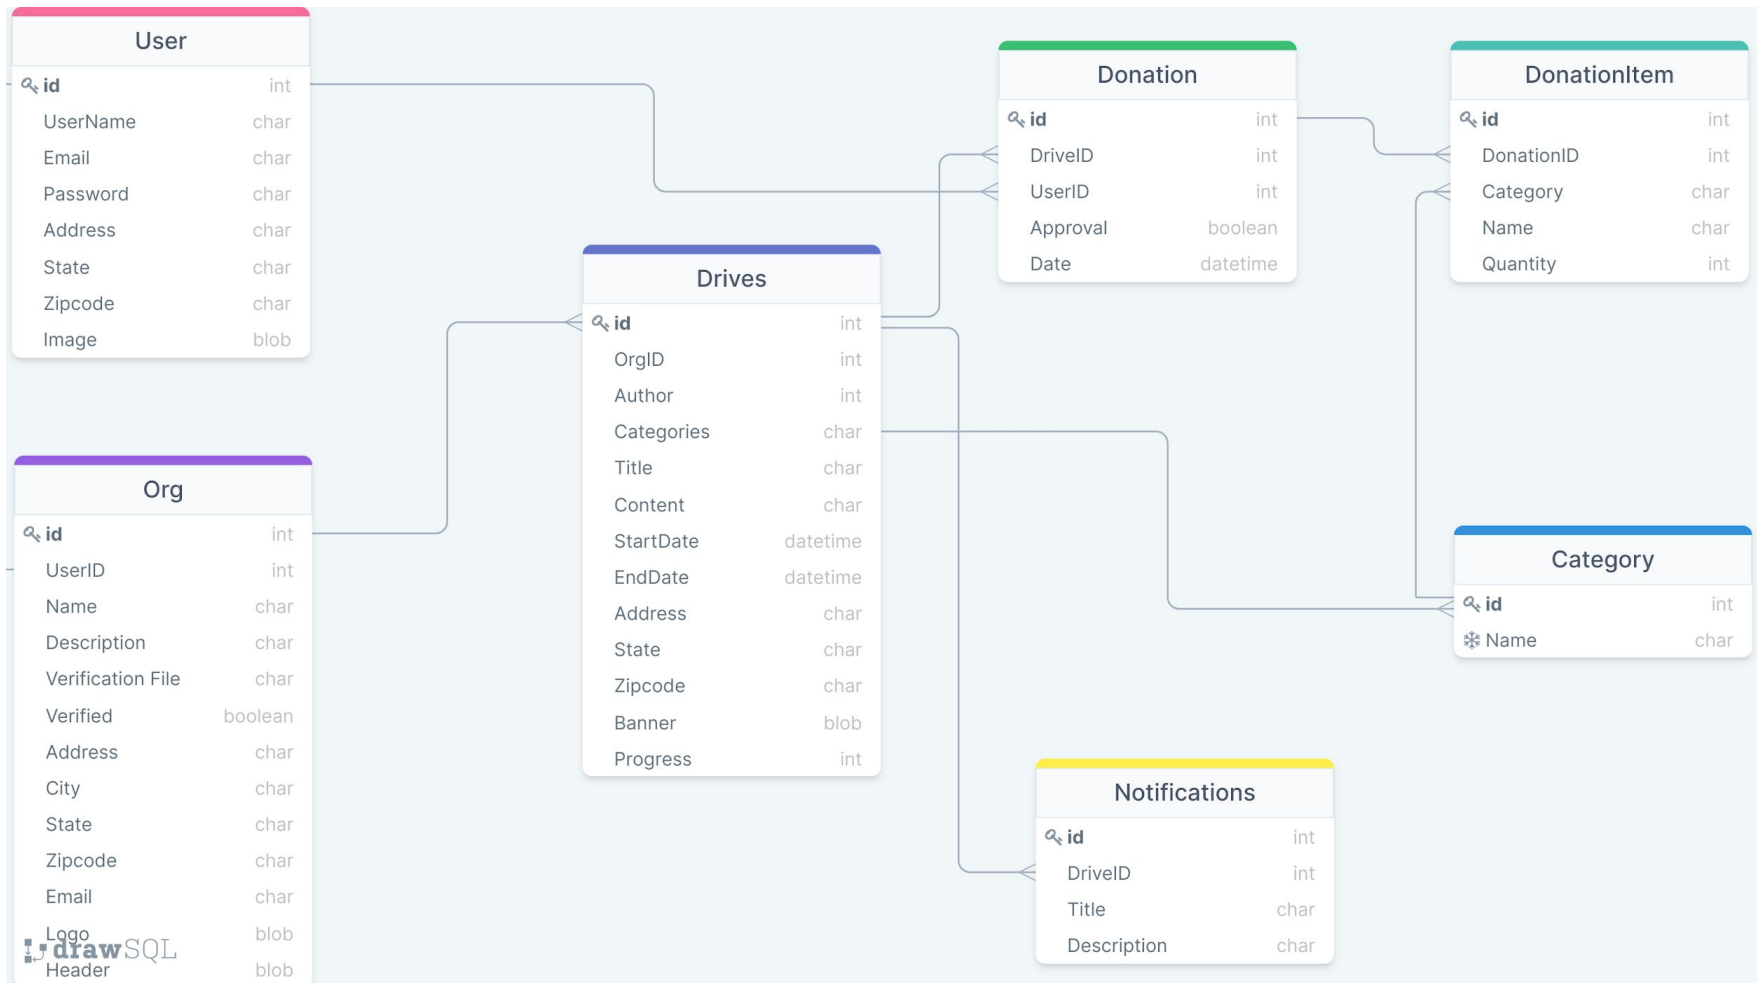 User
id int
UserName char
Email char
Password char
Address char
State char
Zipcode char
Image blob
Org
id int
UserID int
Name char
Description char
Verification File char
Verified boolean
Address char
City char
State char
Zipcode char
Email char
Logo blob
drawSQL
Header blob
Drives
id int
OrgID int
Author int
Categories char
Title char
Content char
StartDate datetime
EndDate datetime
Address char
State char
Zipcode char
Banner blob
Progress int
Donation
id int
DriveID int
UserID int
Approval boolean
Date datetime
DonationItem
id int
DonationID int
Category char
Name char
Quantity int
Category
id int
Name char
Notifications
id int
DriveID int
Title char
Description char